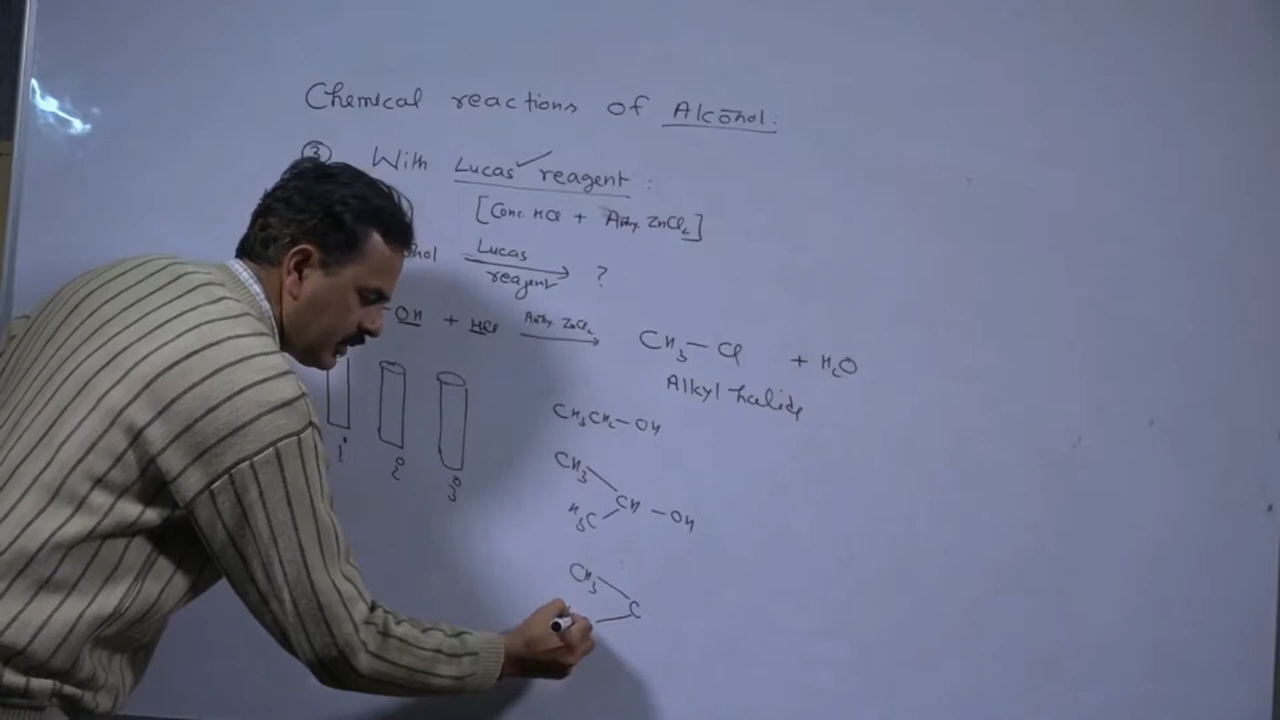 Chemical reactions of Alcohol:
③ With Lucas reagent :
[Conc. HCl + Anhy. ZnCl2]
Lucas
reagent ?
OH + HCl Anhy. ZnCl2 CH3—Cl + H2O
Alkyl halide
CH3CH2—OH
CH3
CH—OH
H3C
1° 2° 3°
CH3
C